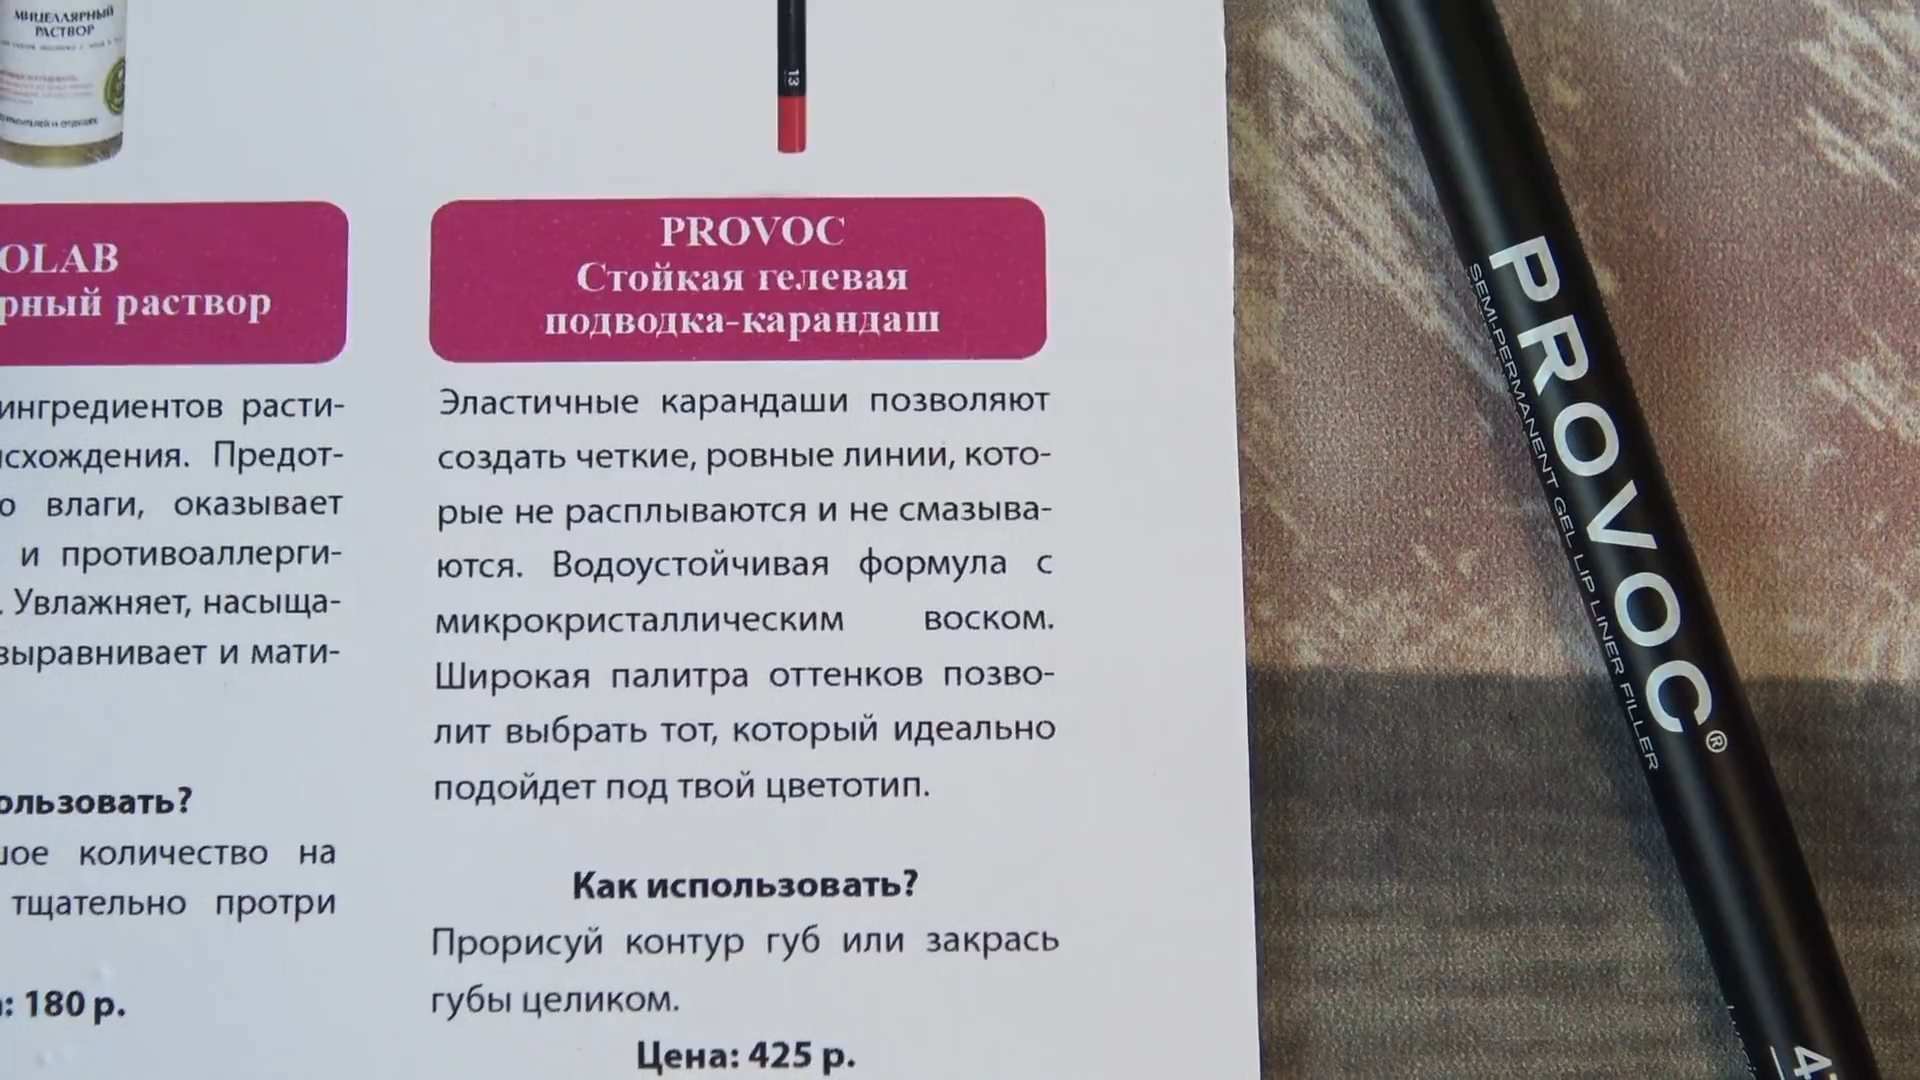 МИЦЕЛЛЯРНЫЙ
РАСТВОР
13
OLAB
рный раствор
ингредиентов расти-
исхождения. Предот-
о влаги, оказывает
и противоаллерги-
. Увлажняет, насыща-
выравнивает и мати-
ользовать?
шое количество на
тщательно протри
: 180 р.
PROVOC
Стойкая гелевая
подводка-карандаш
Эластичные карандаши позволяют
создать четкие, ровные линии, кото-
рые не расплываются и не смазыва-
ются. Водоустойчивая формула с
микрокристаллическим воском.
Широкая палитра оттенков позво-
лит выбрать тот, который идеально
подойдет под твой цветотип.
Как использовать?
Прорисуй контур губ или закрась
губы целиком.
Цена: 425 р.
PROVOC®
SEMI-PERMANENT GEL LIP LINER FILLER